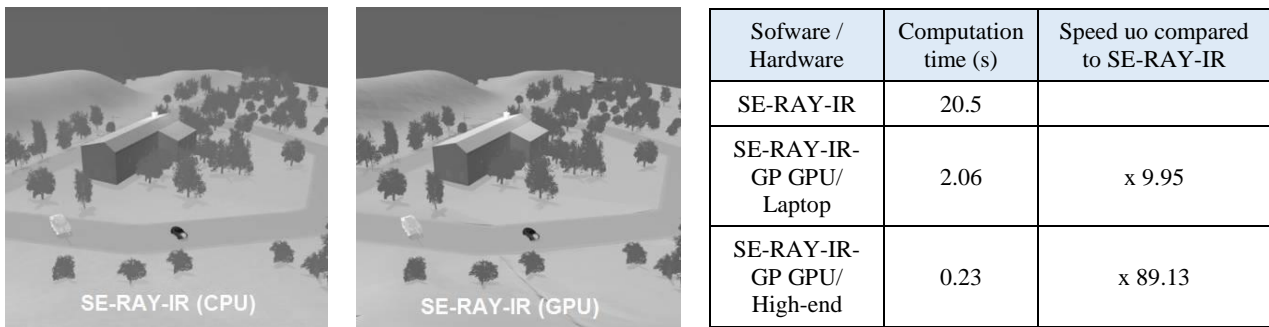 SE-RAY-IR (CPU)
SE-RAY-IR (GPU)
Sofware /
Hardware
Computation
time (s)
Speed uo compared
to SE-RAY-IR
SE-RAY-IR
20.5
SE-RAY-IR-
GP GPU/
Laptop
2.06
x 9.95
SE-RAY-IR-
GP GPU/
High-end
0.23
x 89.13